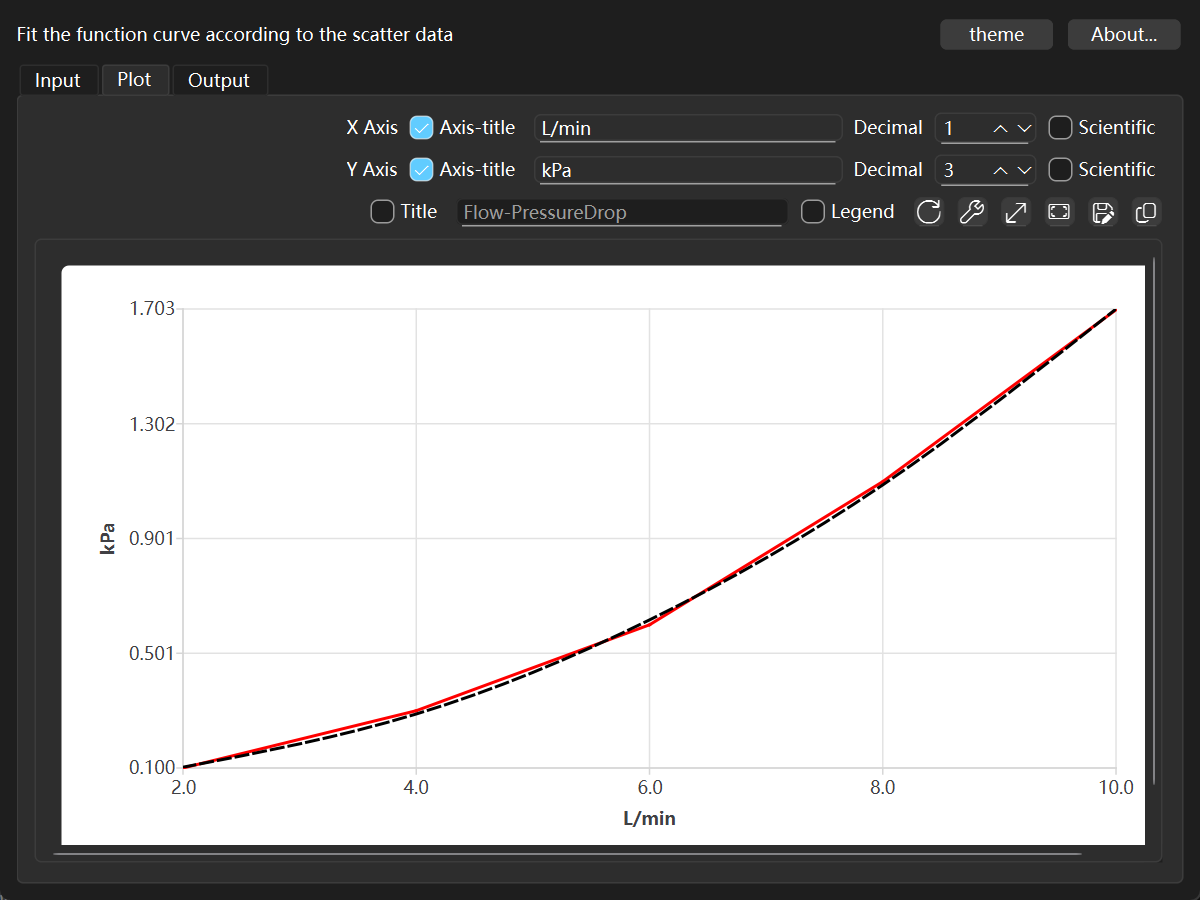 Fit the function curve according to the scatter data
theme
About...
Input
Plot
Output
X Axis
Axis-title
L/min
Decimal
1
Scientific
Y Axis
Axis-title
kPa
Decimal
3
Scientific
Title
Flow-PressureDrop
Legend
1.703
1.302
0.901
0.501
0.100
kPa
2.0
4.0
6.0
8.0
10.0
L/min